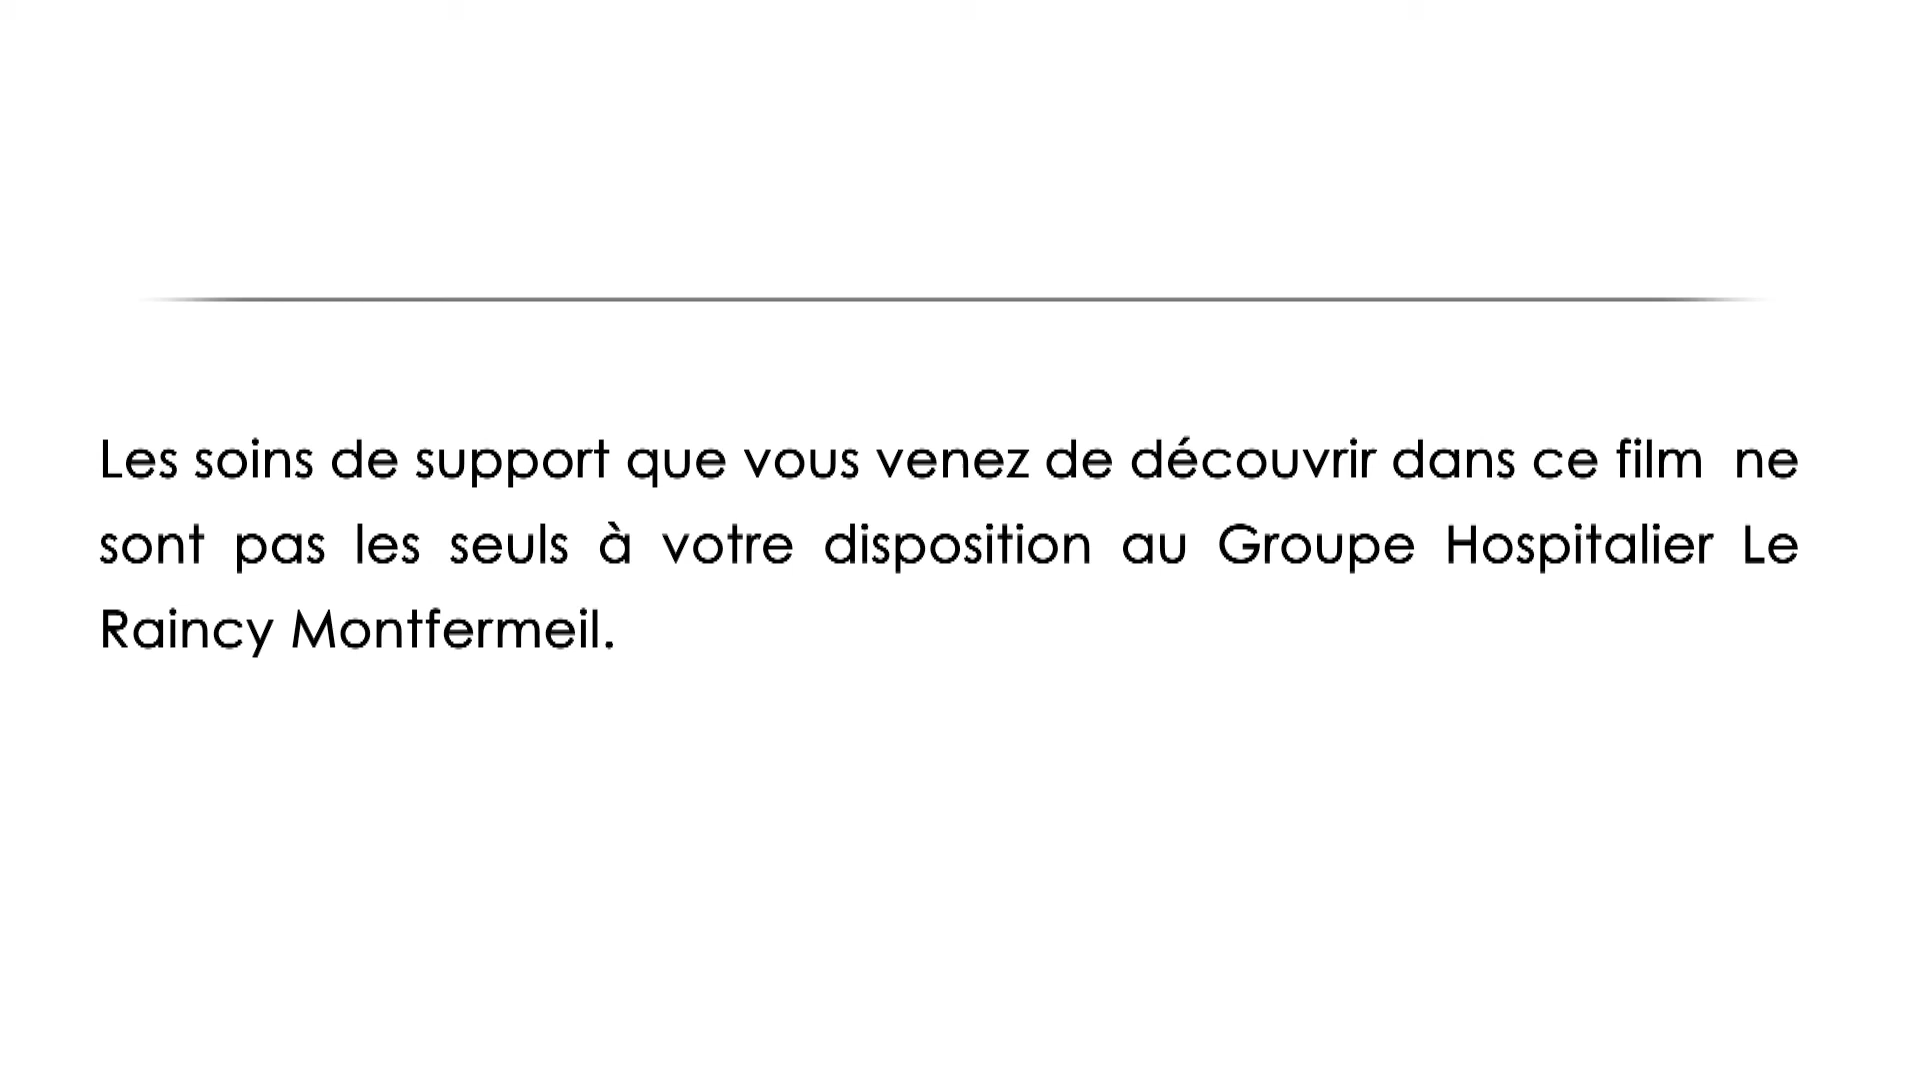 Les soins de support que vous venez de découvrir dans ce film  ne
sont pas les seuls à votre disposition au Groupe Hospitalier Le
Raincy Montfermeil.